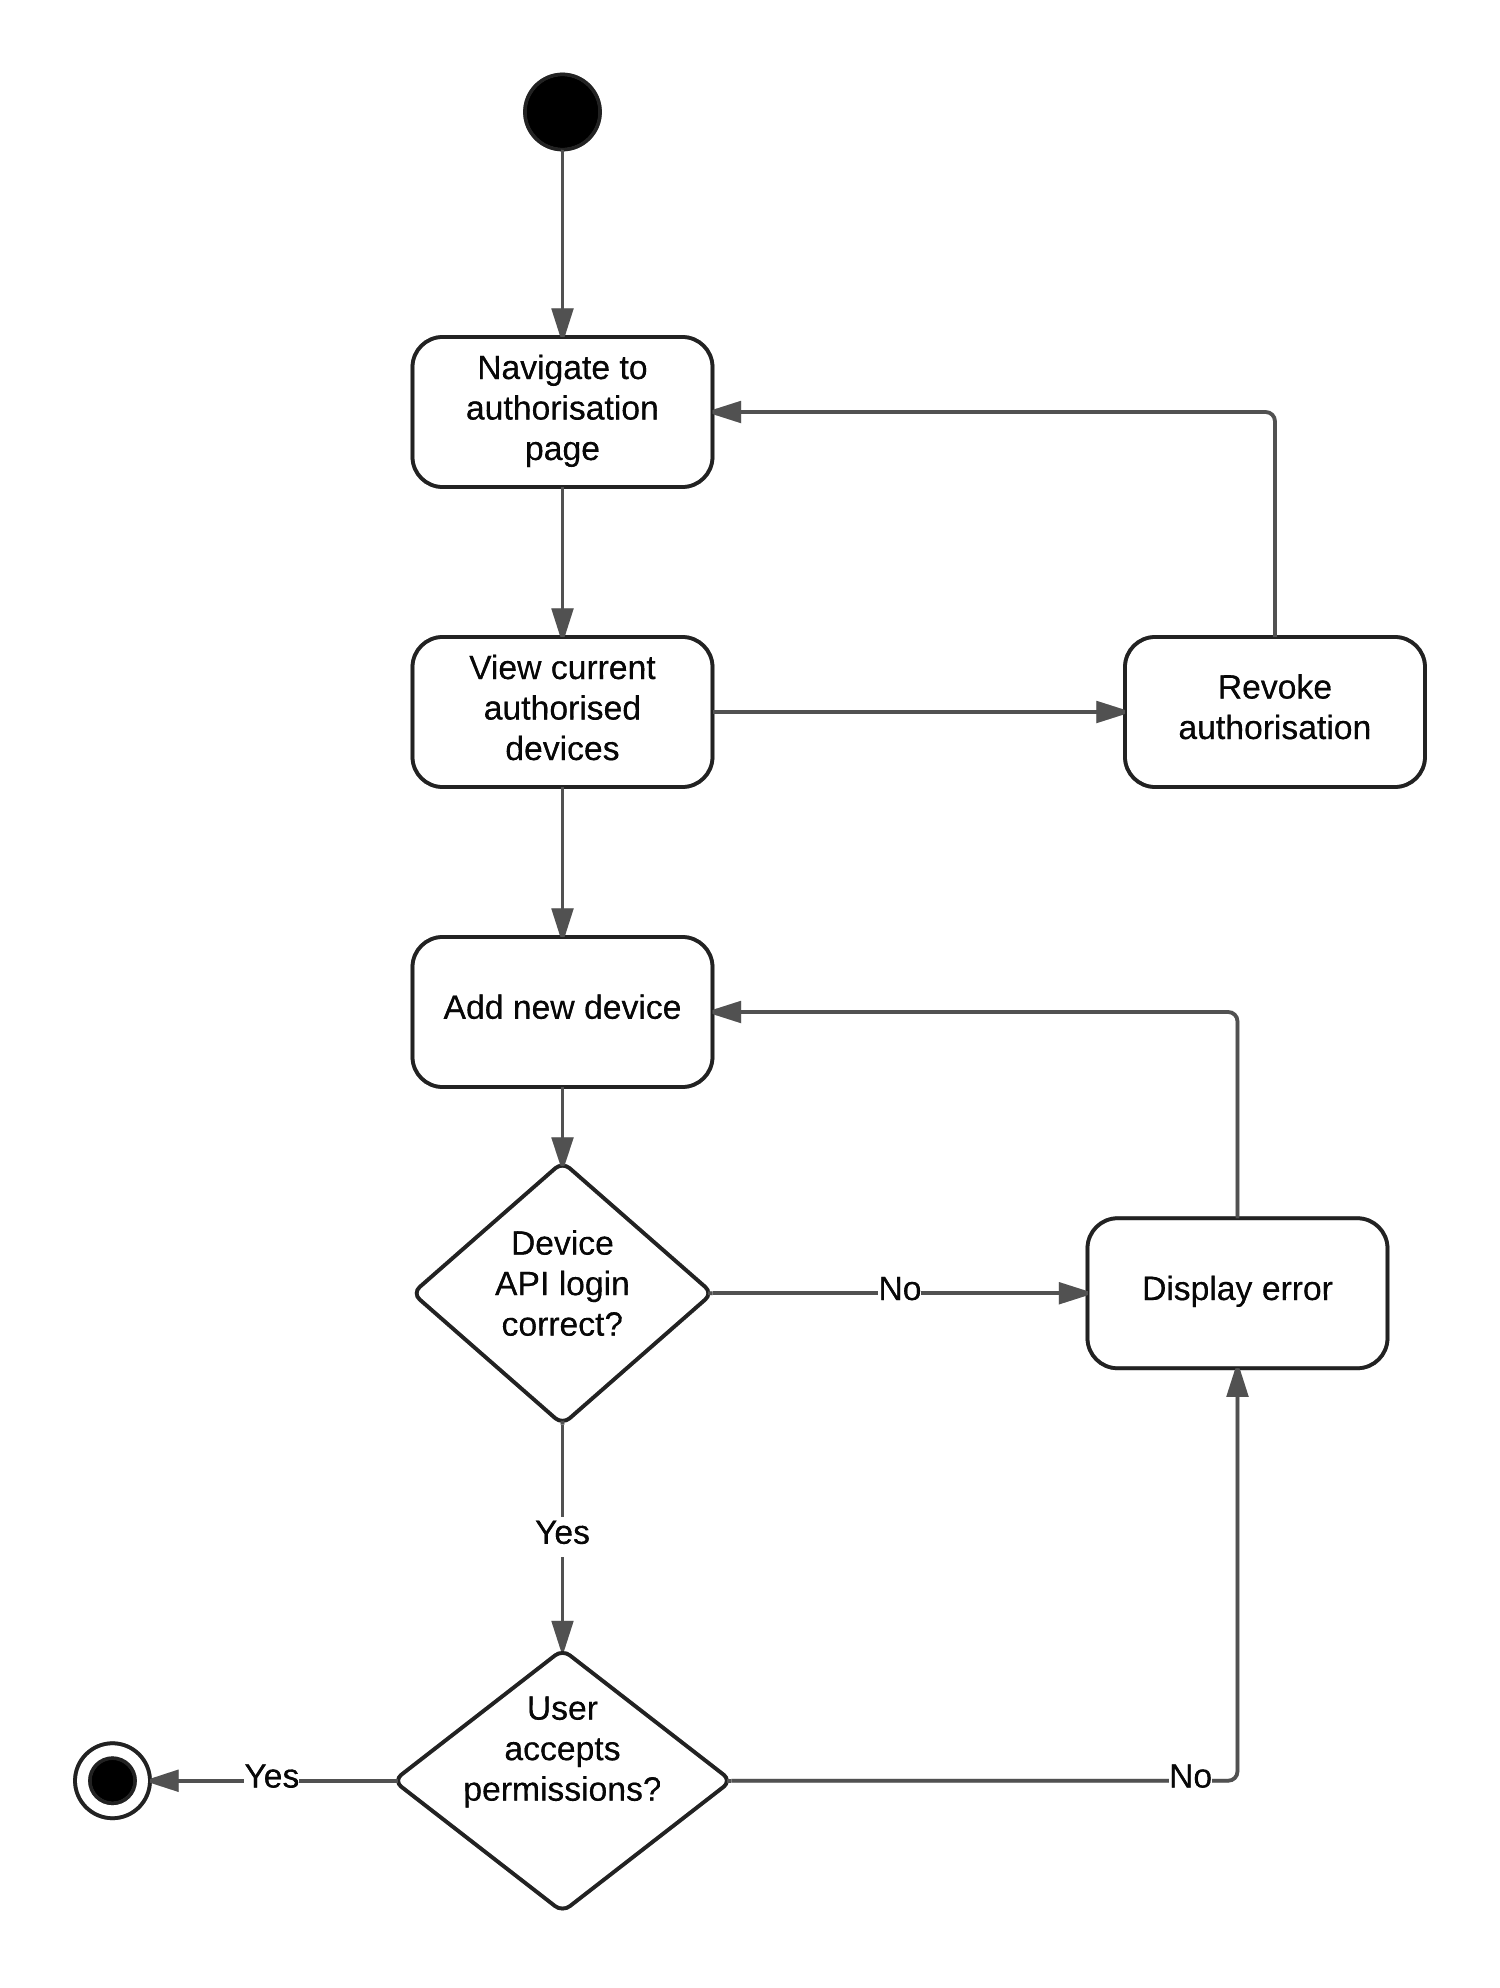 Navigate to
authorisation
page
View current
authorised
devices
Revoke
authorisation
Add new device
Device
API login
correct?
No
Display error
Yes
User
accepts
permissions?
Yes
No